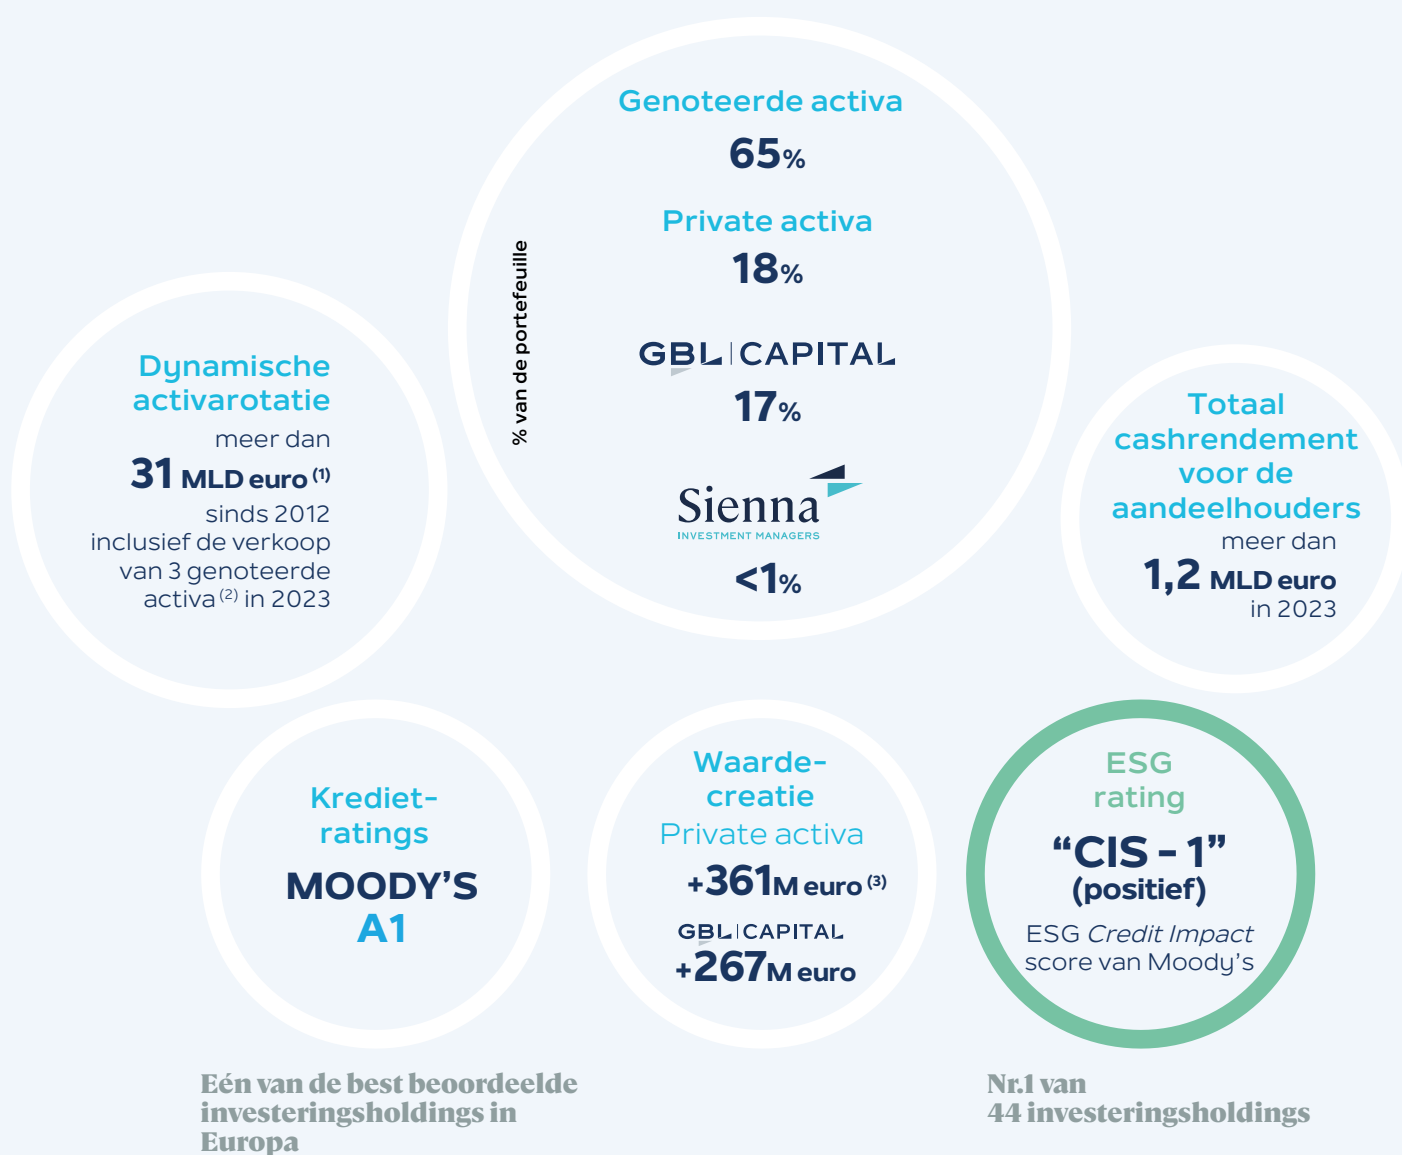 Genoteerde activa
65%
Private activa
18%
GBL CAPITAL
17%
Sienna
INVESTMENT MANAGERS
<1%
% van de portefeuille
Dynamische
activarotatie
meer dan
31 MLD euro (1)
sinds 2012
inclusief de verkoop
van 3 genoteerde
activa (2) in 2023
Totaal
cashrendement
voor de
aandeelhouders
meer dan
1,2 MLD euro
in 2023
Krediet-
ratings
MOODY'S
A1
Eén van de best beoordeelde
investeringsholdings in
Europa
Waarde-
creatie
Private activa
+361M euro (3)
GBL CAPITAL
+267M euro
ESG
rating
“CIS - 1”
(positief)
ESG Credit Impact
score van Moody's
Nr.1 van
44 investeringsholdings